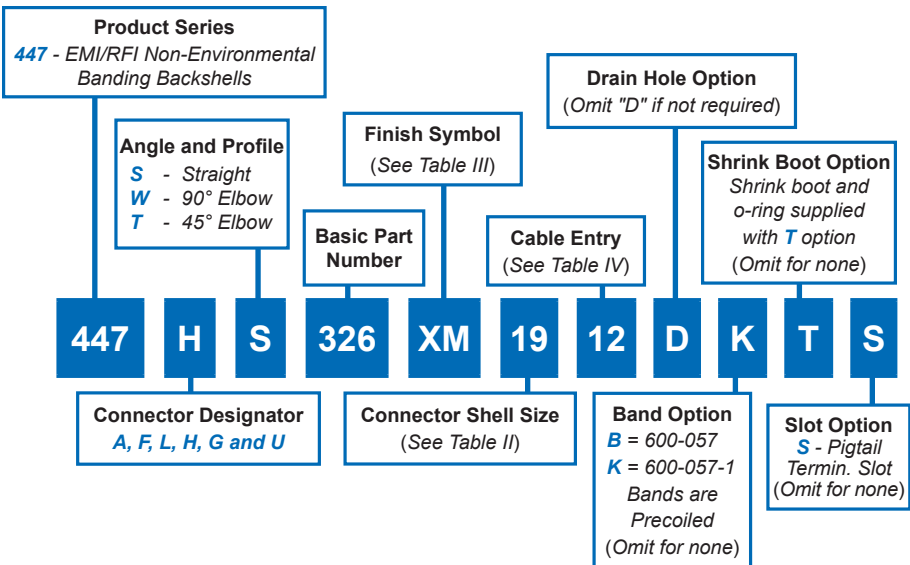 Product Series
447 - EMI/RFI Non-Environmental
Banding Backshells
Angle and Profile
S - Straight
W - 90° Elbow
T - 45° Elbow
Basic Part
Number
Finish Symbol
(See Table III)
Cable Entry
(See Table IV)
Drain Hole Option
(Omit "D" if not required)
Shrink Boot Option
Shrink boot and
o-ring supplied
with T option
(Omit for none)
447 H S 326 XM 19 12 D K T S
Connector Designator
A, F, L, H, G and U
Connector Shell Size
(See Table II)
Band Option
B = 600-057
K = 600-057-1
Bands are
Precoiled
(Omit for none)
Slot Option
S - Pigtail
Termin. Slot
(Omit for none)